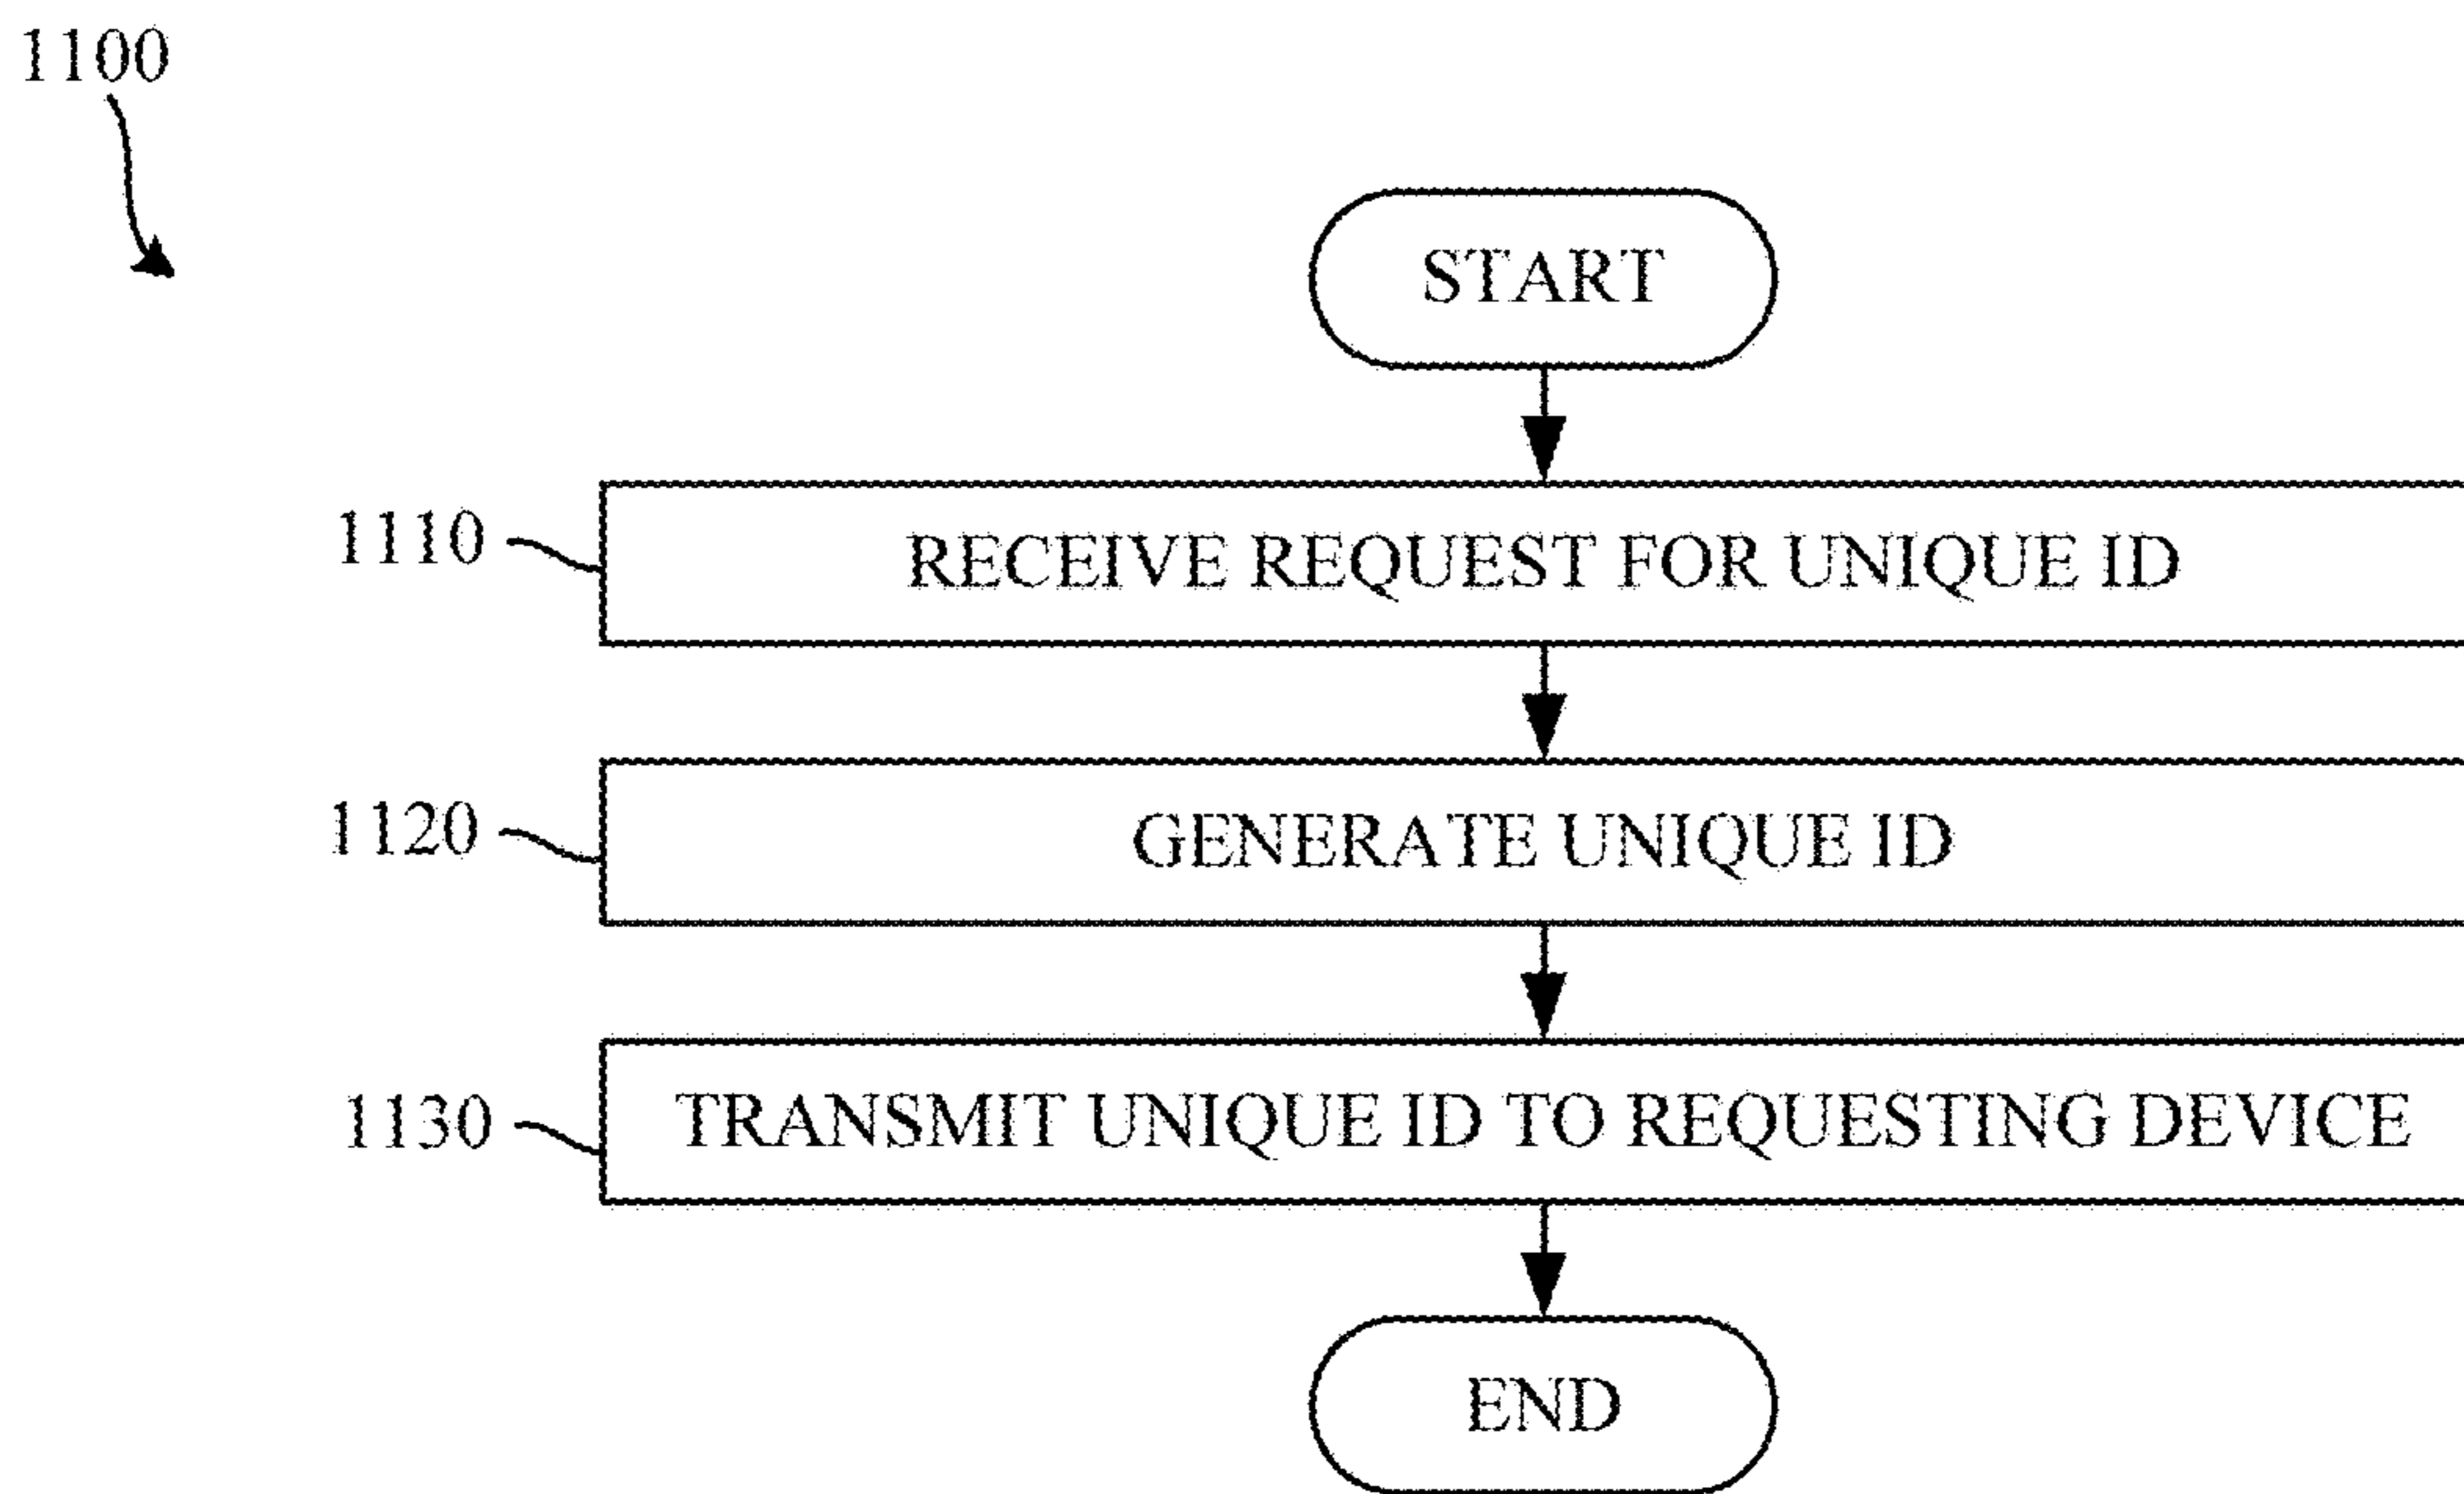 1100
START
1110 RECEIVE REQUEST FOR UNIQUE ID
1120 GENERATE UNIQUE ID
1130 TRANSMIT UNIQUE ID TO REQUESTING DEVICE
END